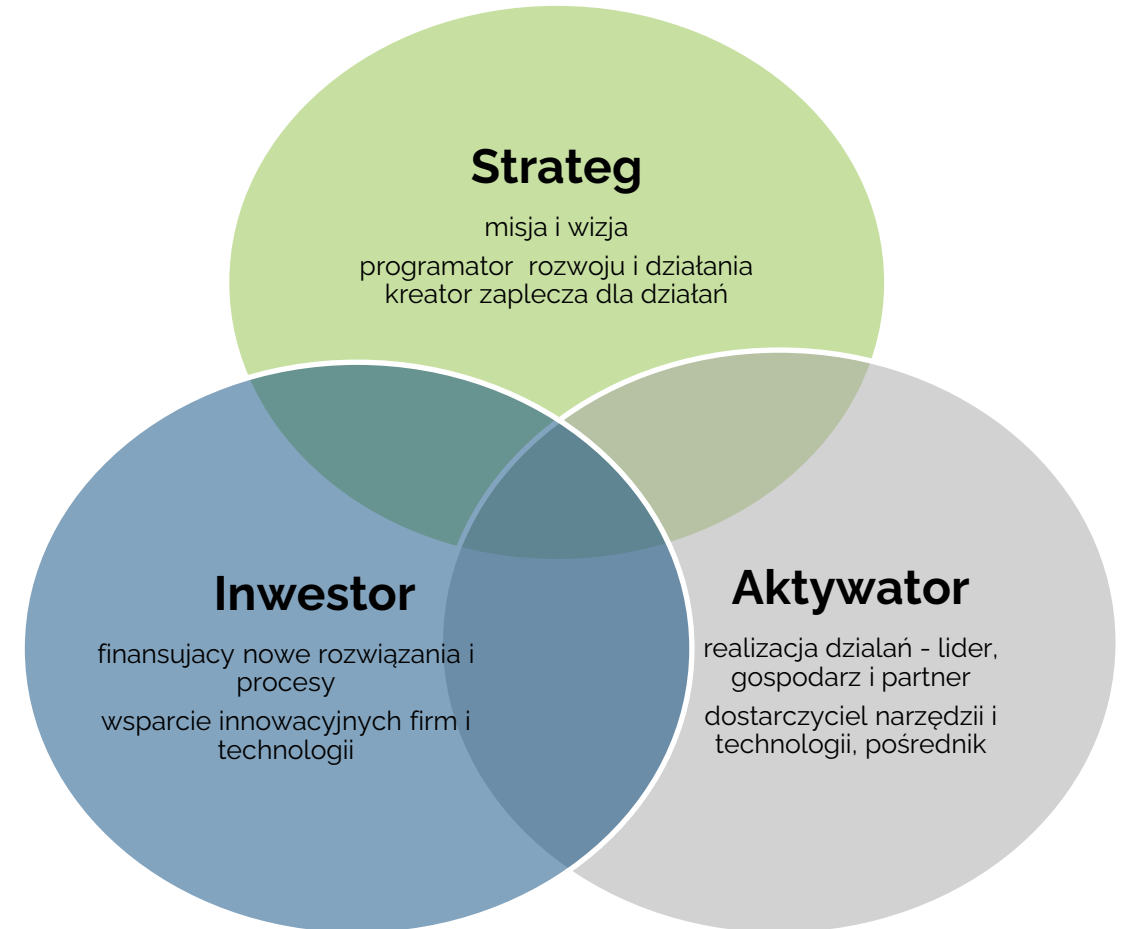 Strateg
misja i wizja
programator  rozwoju i działania
kreator zaplecza dla działań
Inwestor
finansujacy nowe rozwiązania i
procesy
wsparcie innowacyjnych firm i
technologii
Aktywator
realizacja dzialań - lider,
gospodarz i partner
dostarczyciel narzędzii i
technologii, pośrednik